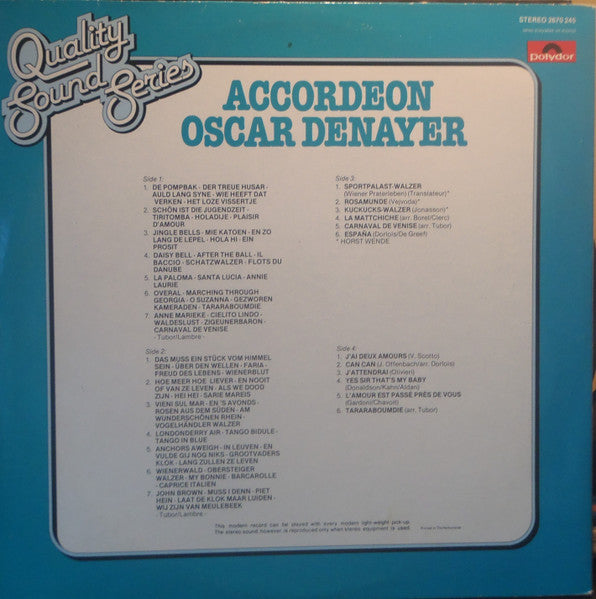 Quality
Sound
Series
STEREO 2670 245
polydor
ACCORDEON
OSCAR DENAYER
Side 1:
1. DE POMPBAK - DER TREUE HUSAR -
AULD LANG SYNE - WIE HEEFT DAT
VERKEN - HET LOZE VISSERTJE
2. SCHÖN IST DIE JUGENDZEIT -
TIRITOMBA - HOLADIJE - PLAISIR
D'AMOUR
3. JINGLE BELLS - MIE KATOEN - EN ZO
LANG DE LEPEL - HOLA HI - EIN
PROSIT
4. DAISY BELL - AFTER THE BALL - IL
BACCIO - SCHATZWALZER - FLOTS DU
DANUBE
5. LA PALOMA - SANTA LUCIA - ANNIE
LAURIE
6. OVERAL - MARCHING THROUGH
GEORGIA - O SUZANNA - GEZWOREN
KAMERADEN - TARARABOUMDIE
7. ANNE MARIEKE - CIELITO LINDO -
WALDESLUST - ZIGEUNERBARON -
CARNAVAL DE VENISE
- Tubor/Lambre -
Side 2:
1. DAS MUSS EIN STÜCK VOM HIMMEL
SEIN - ÜBER DEN WELLEN - FARIA -
FREUD DES LEBENS - WIENERBLUT
2. HOE MEER HOE LIEVER - EN NOOIT
OF VAN ZE LEVEN - ALS WE DOOD
ZIJN - HEI HEI - SARIE MAREIS
3. VIENI SUL MAR - EN 'S AVONDS -
ROSEN AUS DEM SÜDEN - AM
WUNDERSCHÖNEN RHEIN -
VOGELHÄNDLER WALZER
4. LONDONDERRY AIR - TANGO BIDULE -
TANGO IN BLUE
5. ANCHORS AWEIGH - IN LEUVEN - EN
VULDE GIJ NOG NIKS - GROOTVADERS
KLOK - LANG ZULLEN ZE LEVEN
6. WIENERWALD - OBERSTEIGER
WALZER - MY BONNIE - BARCAROLLE
- CAPRICE ITALIEN
7. JOHN BROWN - MUSS I DENN - PIET
HEIN - LAAT DE KLOK MAAR LUIDEN -
WIJ ZIJN VAN MEULEBEEK
- Tubor/Lambre -
Side 3:
1. SPORTPALAST-WALZER
(Wiener Praterleben) (Translateur)*
2. ROSAMUNDE (Vejvoda)*
3. KUCKUCKS-WALZER (Jonasson)*
4. LA MATTCHICHE (arr. Borel/Clerc)
5. CARNAVAL DE VENISE (arr. Tubor)
6. ESPAÑA (Dorlois/De Greef)
* HORST WENDE
Side 4:
1. J'AI DEUX AMOURS (V. Scotto)
2. CAN CAN (J. Offenbach/arr. Dorlois)
3. J'ATTENDRAI (Olivieri)
4. YES SIR THAT'S MY BABY
(Donaldson/Kahn/Aldan)
5. L'AMOUR EST PASSÉ PRÈS DE VOUS
(Gardoni/Chavoit)
6. TARARABOUMDIE (arr. Tubor)
This modern record can be played with every modern light-weight pick-up.
The stereo sound, however, is reproduced only when stereo equipment is used.
Printed in The Netherlands